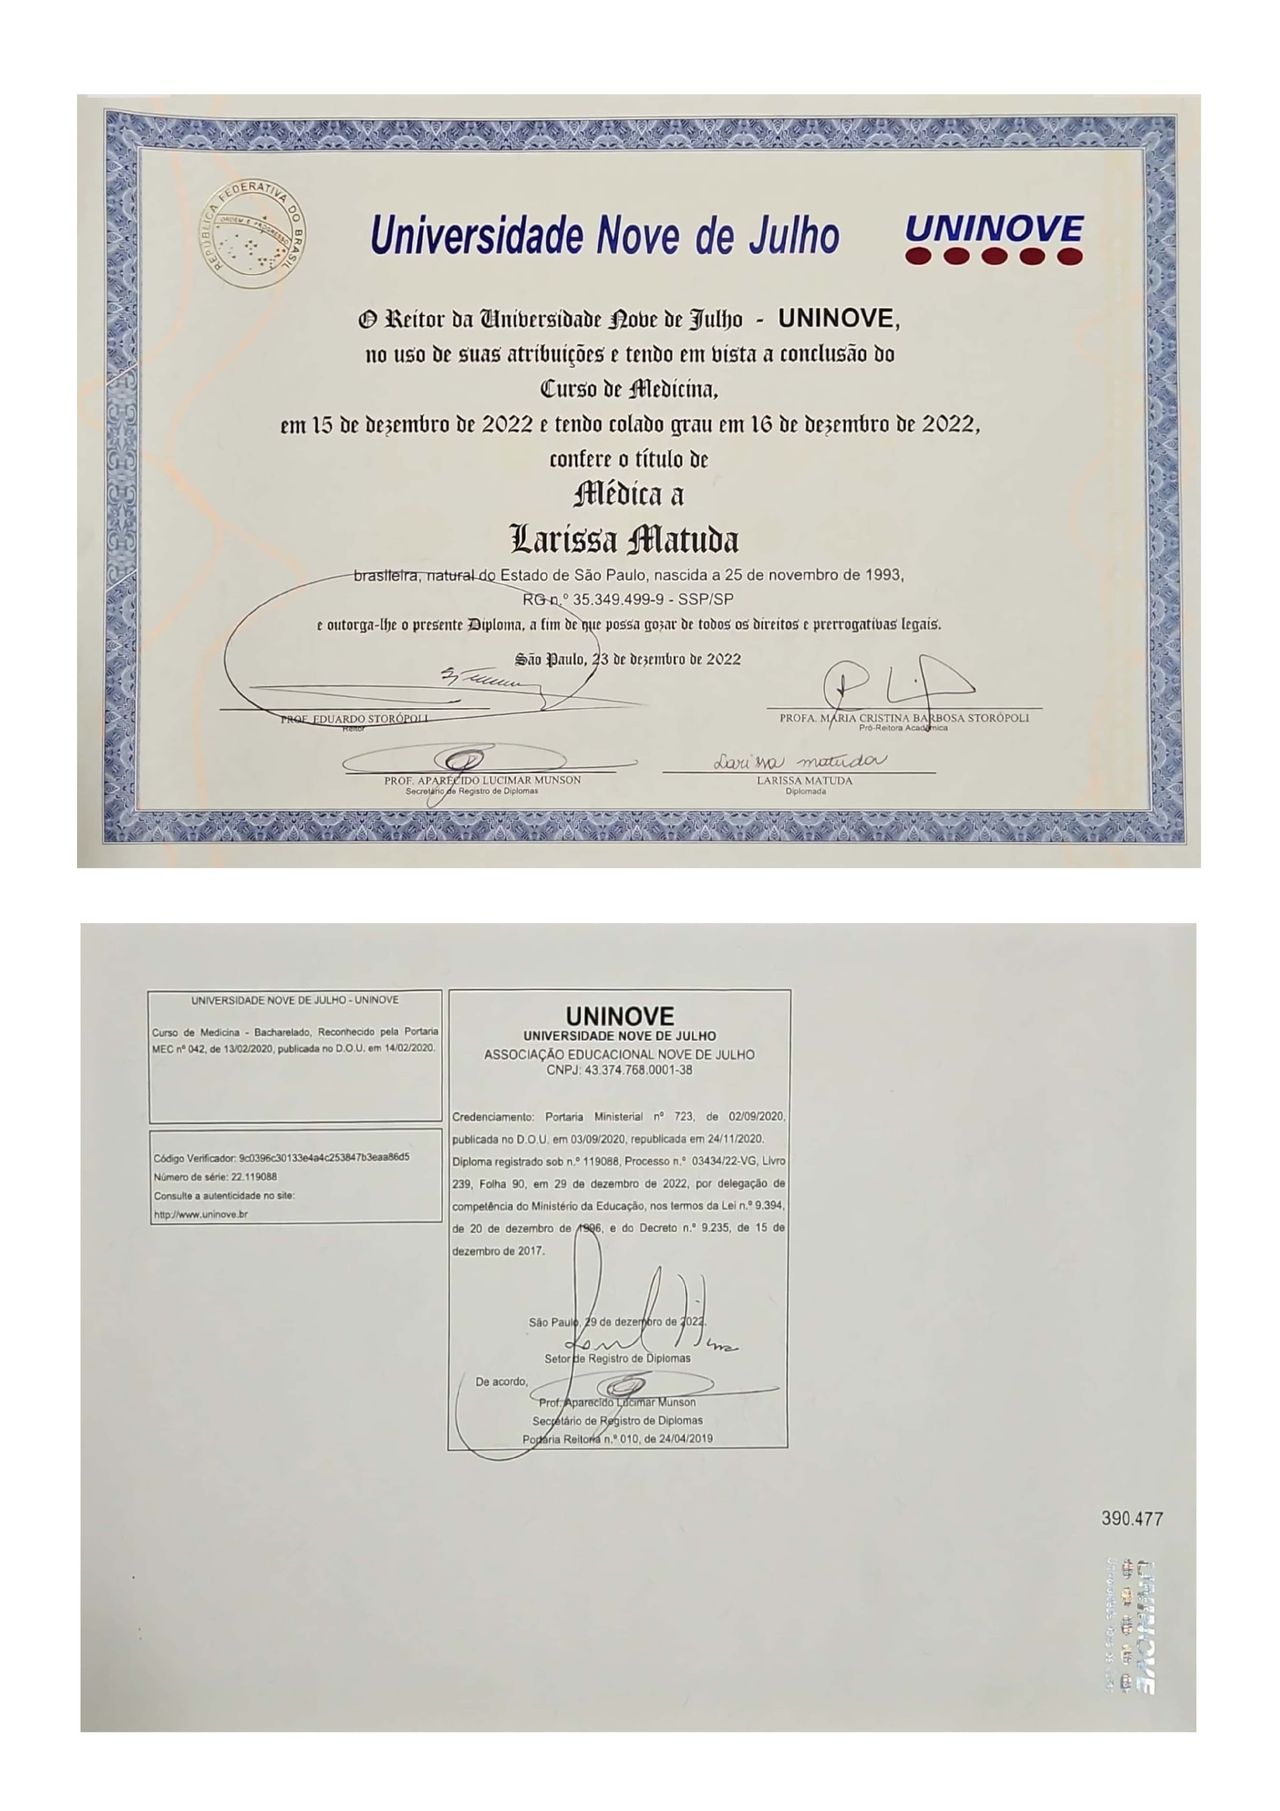 REPÚBLICA FEDERATIVA DO BRASIL
ORDEM E PROGRESSO
Universidade Nove de Julho
UNINOVE
O Reitor da Universidade Nove de Julho - UNINOVE,
no uso de suas atribuições e tendo em vista a conclusão do
Curso de Medicina,
em 15 de dezembro de 2022 e tendo colado grau em 16 de dezembro de 2022,
confere o título de
Médica a
Larissa Matuda
brasileira, natural do Estado de São Paulo, nascida a 25 de novembro de 1993,
RG n.º 35.349.499-9 - SSP/SP
e outorga-lhe o presente Diploma, a fim de que possa gozar de todos os direitos e prerrogativas legais.
São Paulo, 23 de dezembro de 2022
PROF. EDUARDO STORÓPOLI
Reitor
PROFA. MARIA CRISTINA BARBOSA STORÓPOLI
Pró-Reitora Acadêmica
PROF. APARECIDO LUCIMAR MUNSON
Secretário de Registro de Diplomas
Larissa matuda
LARISSA MATUDA
Diplomada
UNIVERSIDADE NOVE DE JULHO - UNINOVE
Curso de Medicina - Bacharelado, Reconhecido pela Portaria
MEC nº 042, de 13/02/2020, publicada no D.O.U. em 14/02/2020.
Código Verificador: 9c0396c30133e4a4c253847b3eaa86d5
Número de série: 22.119088
Consulte a autenticidade no site:
http://www.uninove.br
UNINOVE
UNIVERSIDADE NOVE DE JULHO
ASSOCIAÇÃO EDUCACIONAL NOVE DE JULHO
CNPJ: 43.374.768.0001-38
Credenciamento: Portaria Ministerial nº 723, de 02/09/2020,
publicada no D.O.U. em 03/09/2020, republicada em 24/11/2020.
Diploma registrado sob n.º 119088, Processo n.º 03434/22-VG, Livro
239, Folha 90, em 29 de dezembro de 2022, por delegação de
competência do Ministério da Educação, nos termos da Lei n.º 9.394,
de 20 de dezembro de 1996, e do Decreto n.º 9.235, de 15 de
dezembro de 2017.
São Paulo, 29 de dezembro de 2022.
Setor de Registro de Diplomas
De acordo,
Prof. Aparecido Lucimar Munson
Secretário de Registro de Diplomas
Portaria Reitoria n.º 010, de 24/04/2019
390.477
UNINOVE
Universidade Nove de Julho